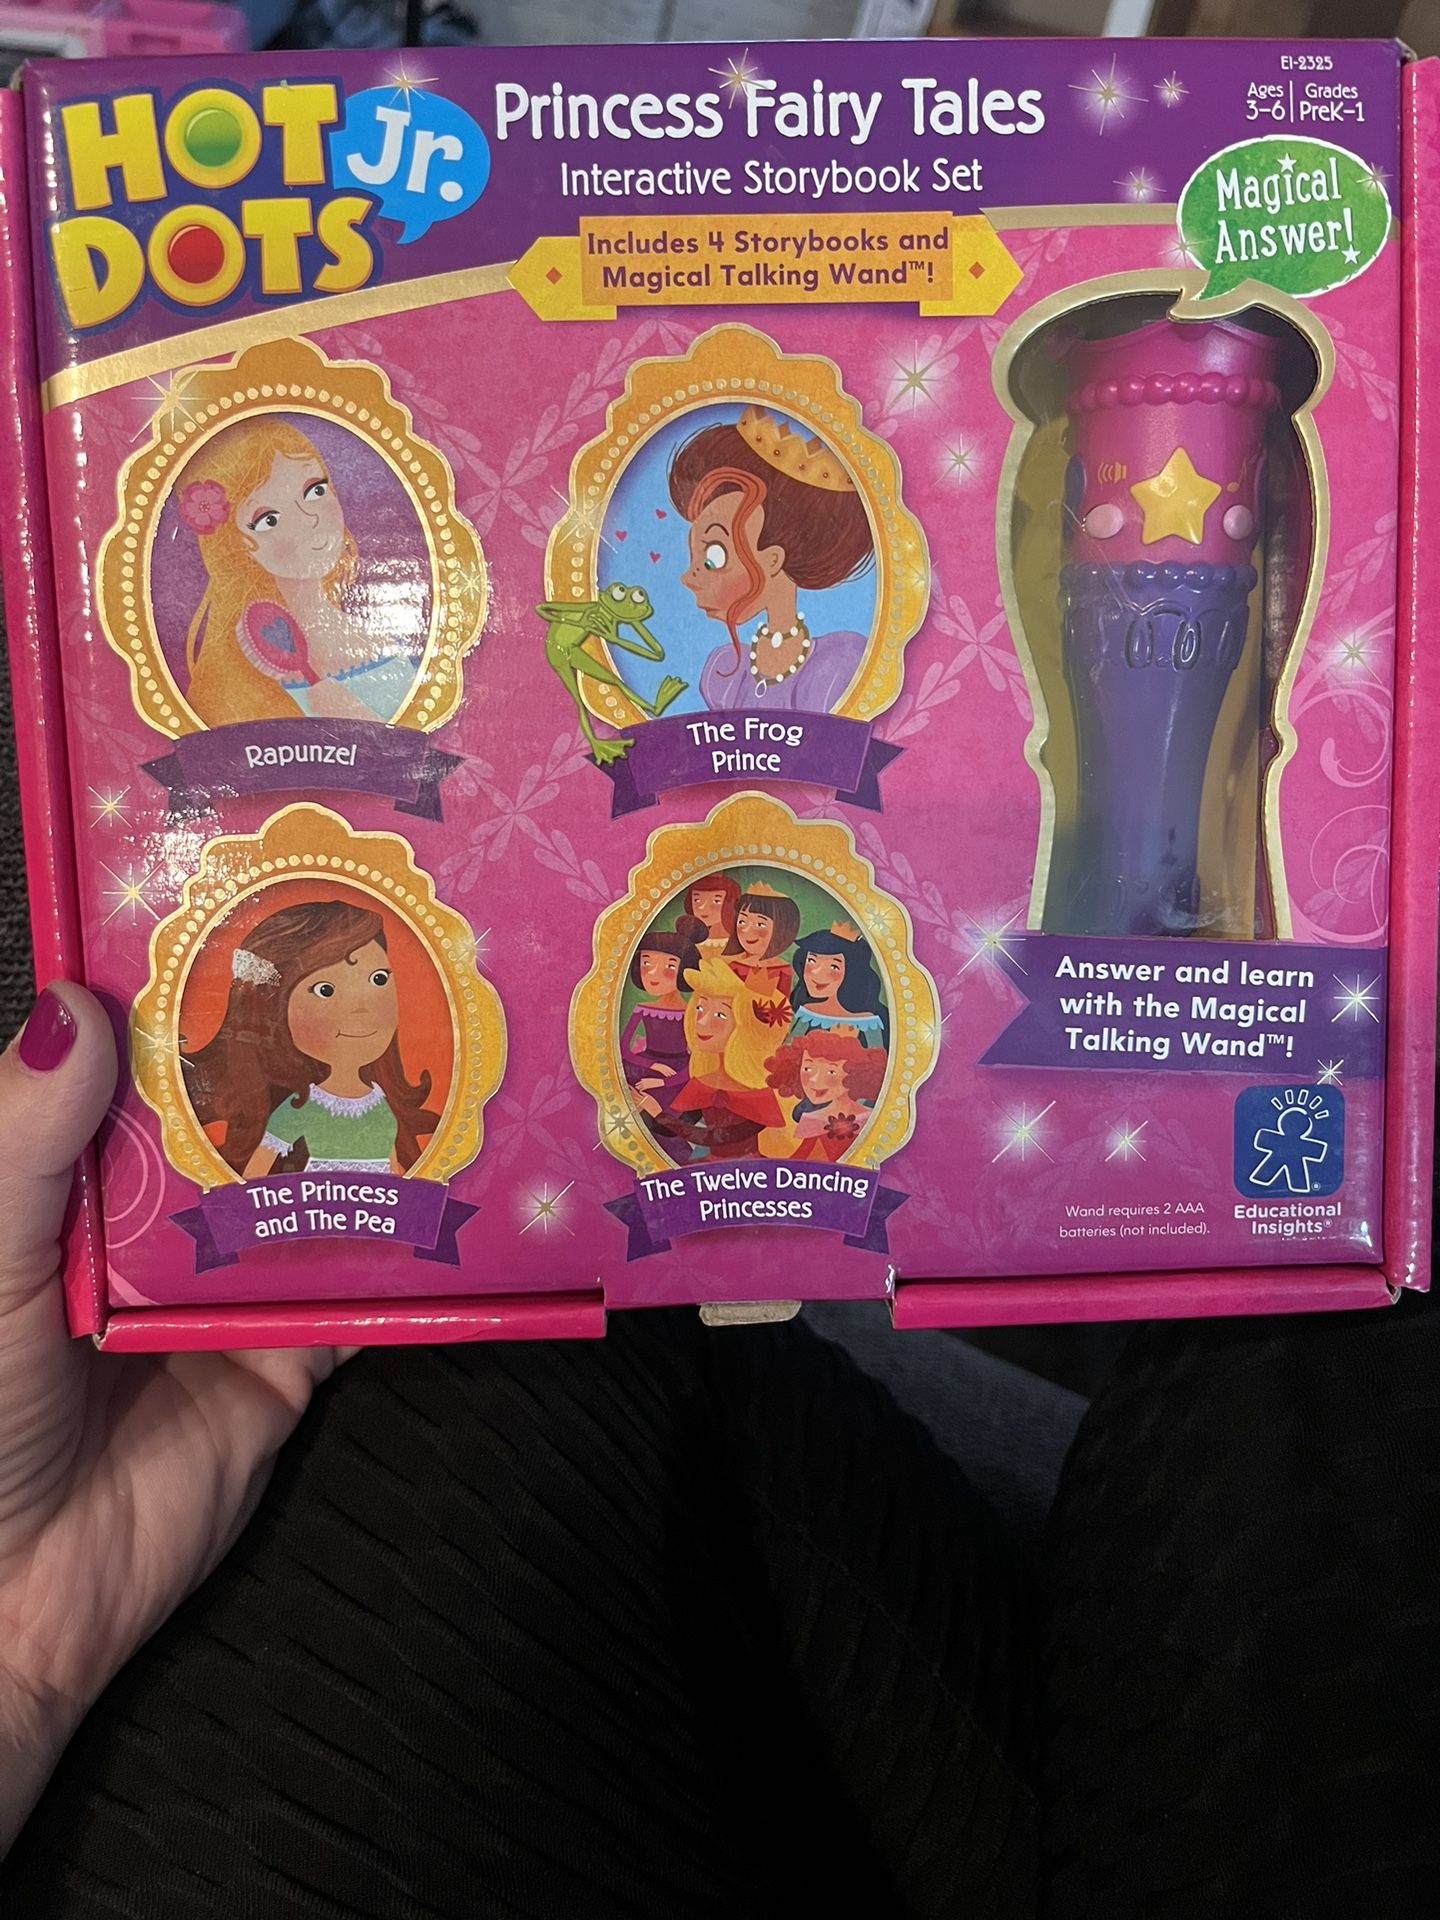 HOT
DOTS
Jr.
Princess Fairy Tales
Interactive Storybook Set
Includes 4 Storybooks and
Magical Talking Wand™!
EI-2325
Ages
3–6
Grades
PreK–1
Magical
Answer!
Rapunzel
The Frog
Prince
The Princess
and The Pea
The Twelve Dancing
Princesses
Answer and learn
with the Magical
Talking Wand™!
Wand requires 2 AAA
batteries (not included).
Educational
Insights®